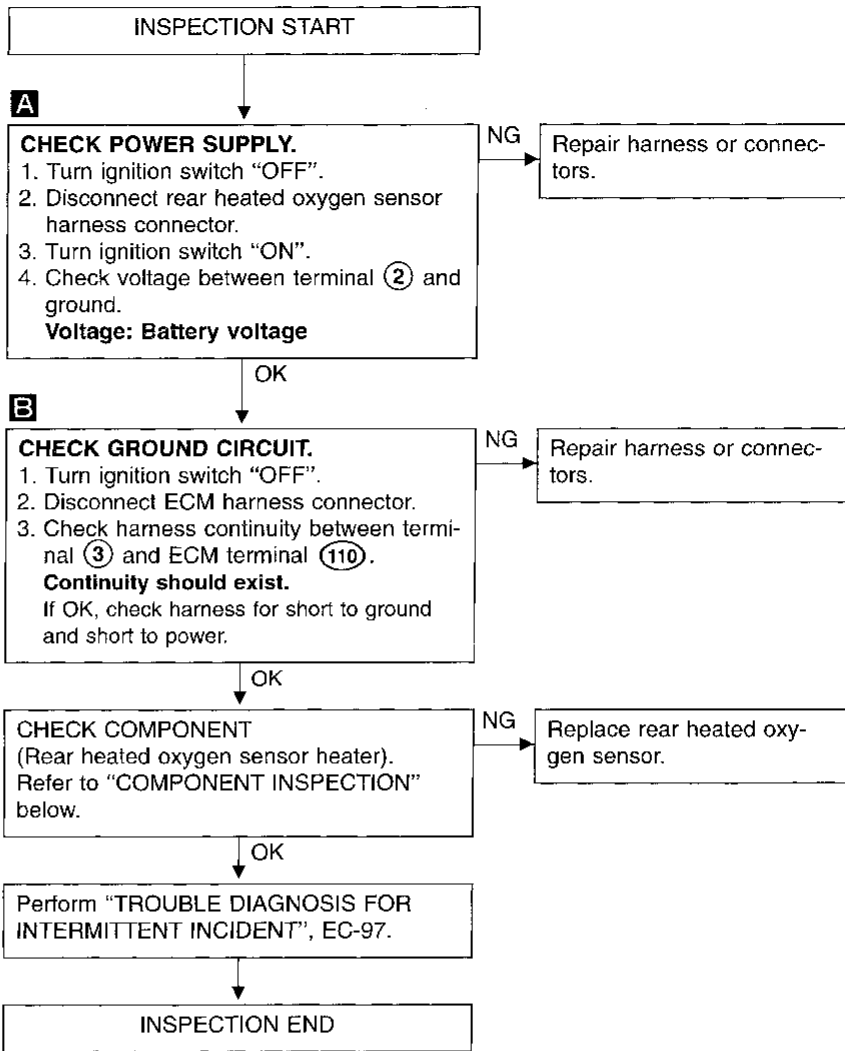 INSPECTION START
A
CHECK POWER SUPPLY.
1. Turn ignition switch “OFF”.
2. Disconnect rear heated oxygen sensor
harness connector.
3. Turn ignition switch “ON”.
4. Check voltage between terminal ② and
ground.
Voltage: Battery voltage
NG
Repair harness or connec-
tors.
OK
B
CHECK GROUND CIRCUIT.
1. Turn ignition switch “OFF”.
2. Disconnect ECM harness connector.
3. Check harness continuity between termi-
nal ③ and ECM terminal (110).
Continuity should exist.
If OK, check harness for short to ground
and short to power.
NG
Repair harness or connec-
tors.
OK
CHECK COMPONENT
(Rear heated oxygen sensor heater).
Refer to “COMPONENT INSPECTION”
below.
NG
Replace rear heated oxy-
gen sensor.
OK
Perform “TROUBLE DIAGNOSIS FOR
INTERMITTENT INCIDENT”, EC-97.
INSPECTION END